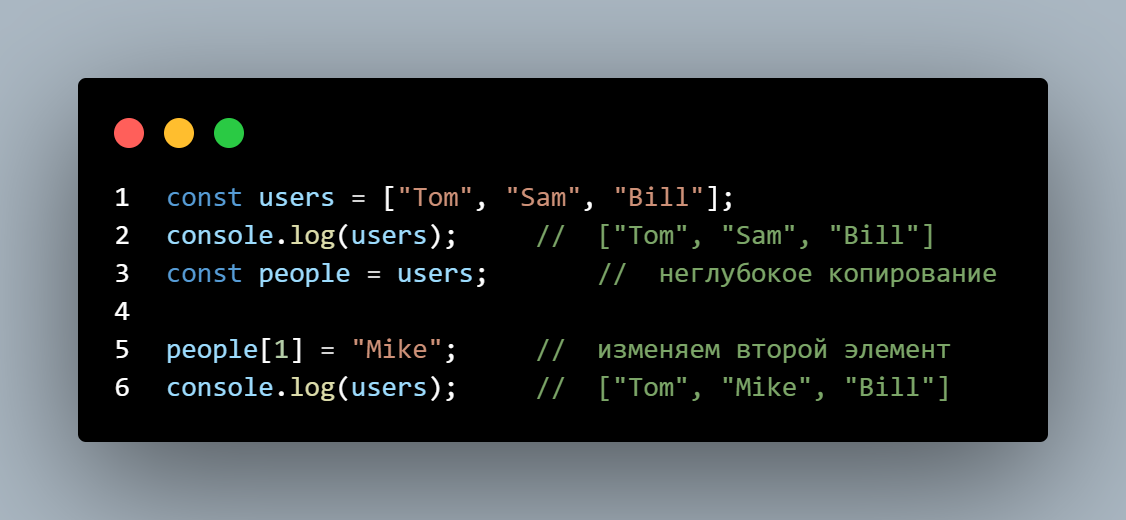 1 const users = ["Tom", "Sam", "Bill"];
2 console.log(users);     //  ["Tom", "Sam", "Bill"]
3 const people = users;       //  неглубокое копирование
4
5 people[1] = "Mike";     //  изменяем второй элемент
6 console.log(users);     //  ["Tom", "Mike", "Bill"]